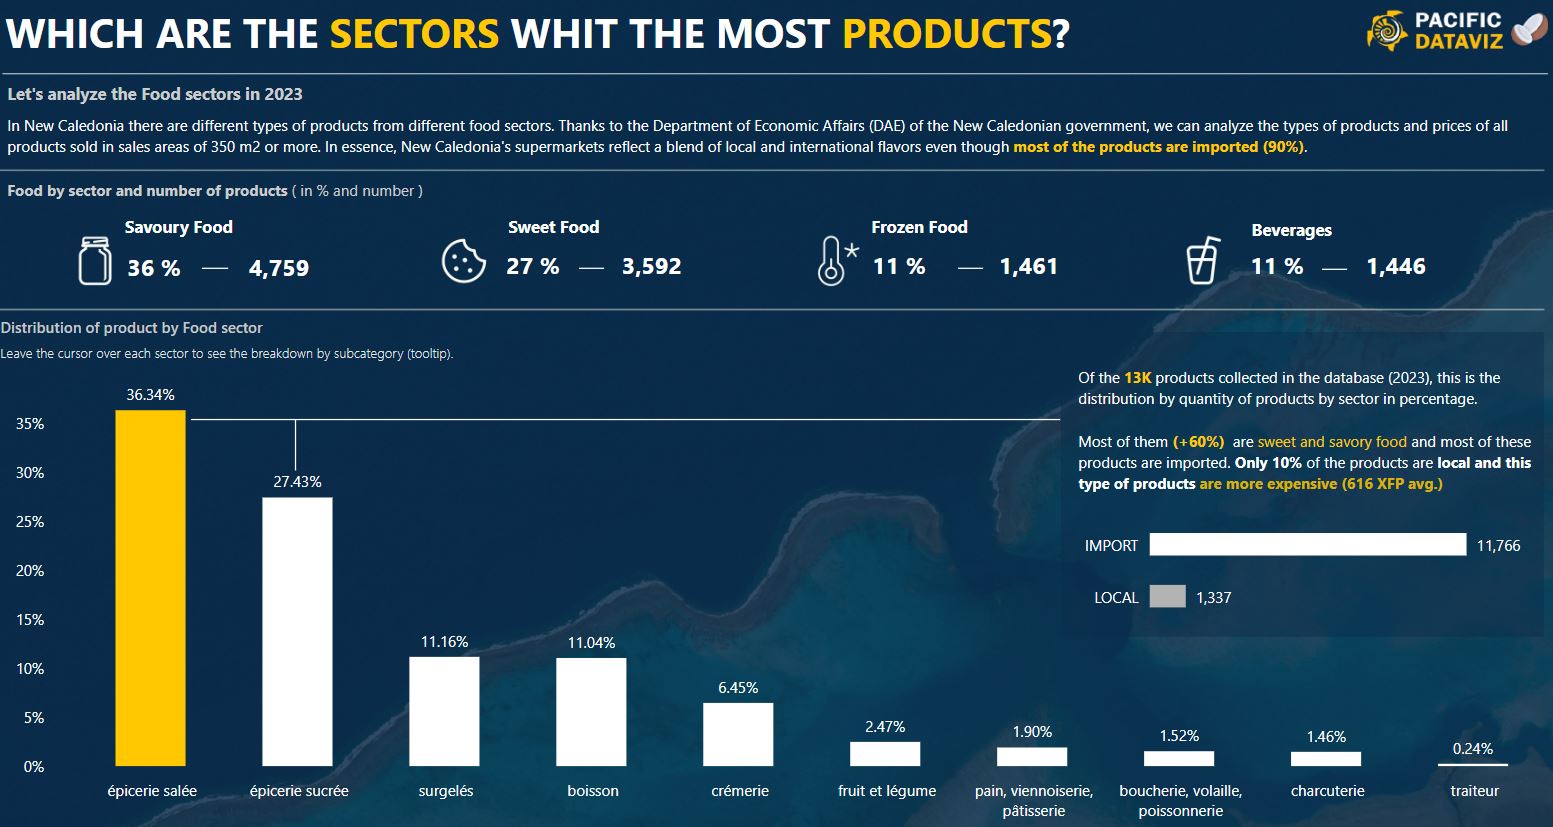 WHICH ARE THE SECTORS WHIT THE MOST PRODUCTS?
PACIFIC
DATAVIZ
Let's analyze the Food sectors in 2023
In New Caledonia there are different types of products from different food sectors. Thanks to the Department of Economic Affairs (DAE) of the New Caledonian government, we can analyze the types of products and prices of all
products sold in sales areas of 350 m2 or more. In essence, New Caledonia's supermarkets reflect a blend of local and international flavors even though most of the products are imported (90%).
Food by sector and number of products ( in % and number )
Savoury Food
36 % — 4,759
Sweet Food
27 % — 3,592
Frozen Food
11 % — 1,461
Beverages
11 % — 1,446
Distribution of product by Food sector
Leave the cursor over each sector to see the breakdown by subcategory (tooltip).
35%
30%
25%
20%
15%
10%
5%
0%
36.34%
27.43%
11.16%
11.04%
6.45%
2.47%
1.90%
1.52%
1.46%
0.24%
épicerie salée
épicerie sucrée
surgelés
boisson
crémerie
fruit et légume
pain, viennoiserie,
pâtisserie
boucherie, volaille,
poissonnerie
charcuterie
traiteur
Of the 13K products collected in the database (2023), this is the
distribution by quantity of products by sector in percentage.
Most of them (+60%) are sweet and savory food and most of these
products are imported. Only 10% of the products are local and this
type of products are more expensive (616 XFP avg.)
IMPORT 11,766
LOCAL 1,337